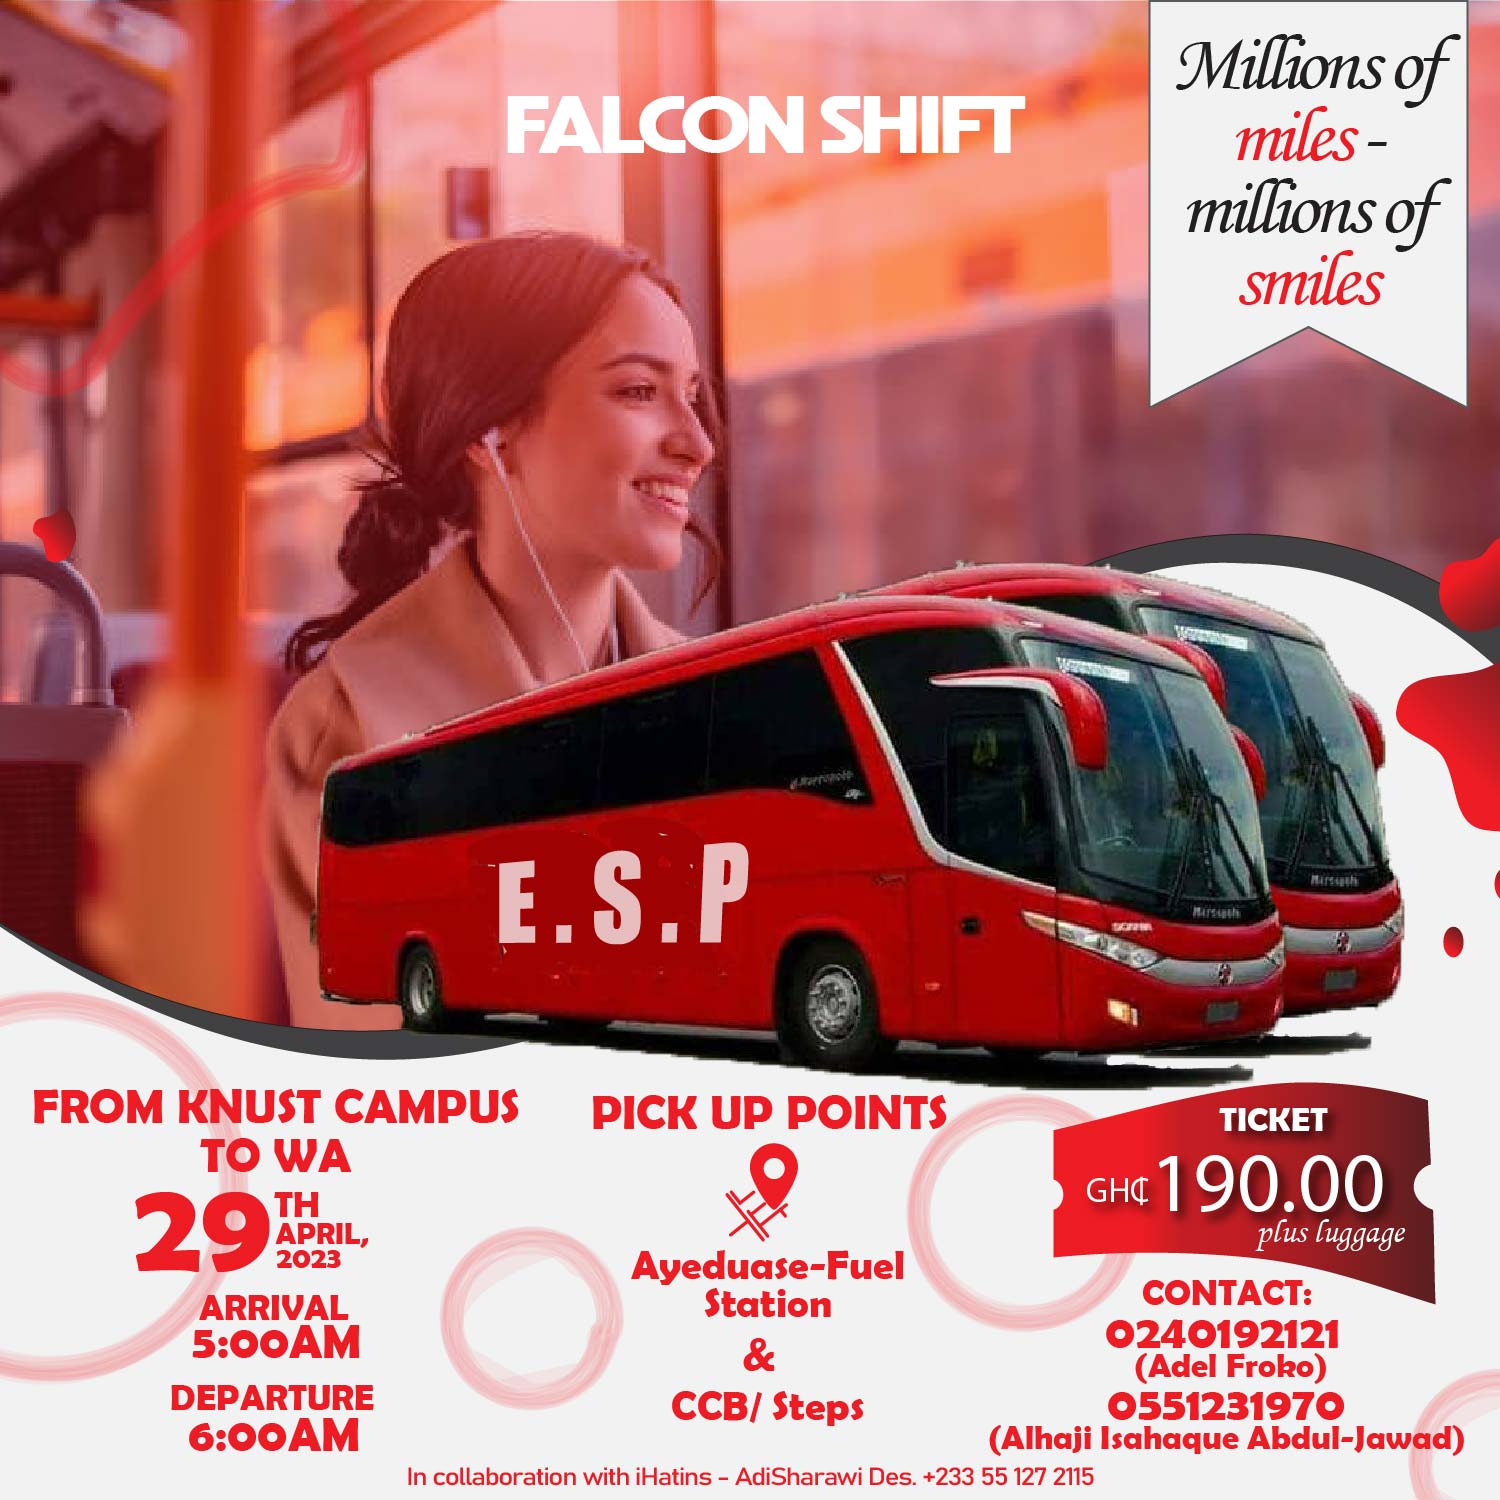 FALCON SHIFT
Millions of
miles -
millions of
smiles
E.S.P
SCANIA
FROM KNUST CAMPUS
TO WA
29TH
APRIL,
2023
ARRIVAL
5:00AM
DEPARTURE
6:00AM
PICK UP POINTS
Ayeduase-Fuel
Station
&
CCB/ Steps
TICKET
GH₵190.00
plus luggage
CONTACT:
0240192121
(Adel Froko)
0551231970
(Alhaji Isahaque Abdul-Jawad)
In collaboration with iHatins - AdiSharawi Des. +233 55 127 2115